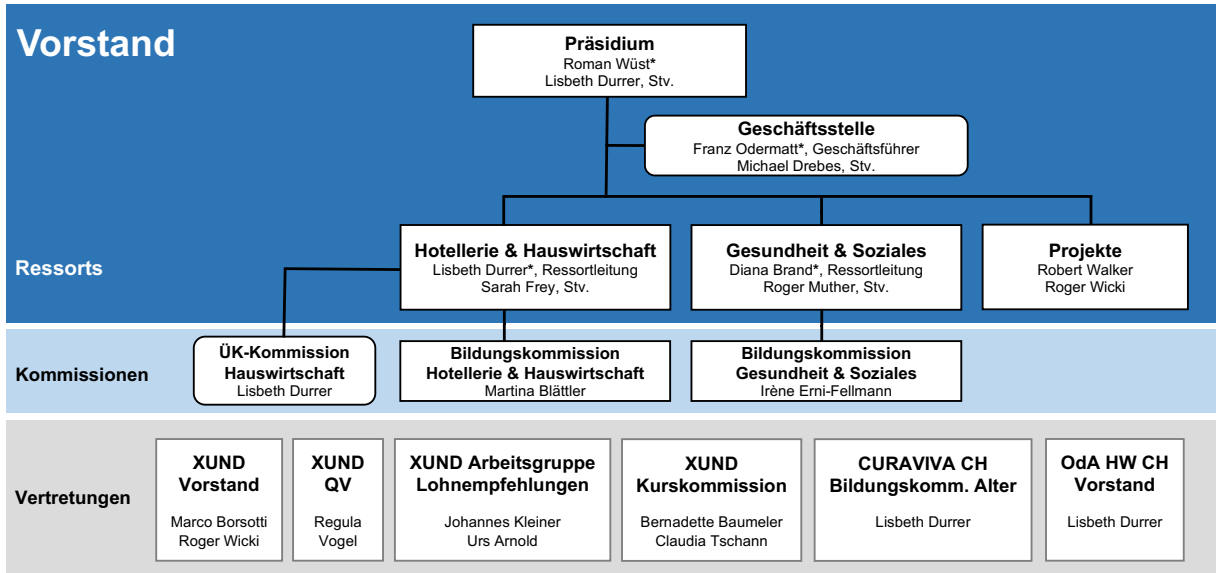 Vorstand
Präsidium
Roman Wüst*
Lisbeth Durrer, Stv.
Geschäftsstelle
Franz Odermatt*, Geschäftsführer
Michael Drebes, Stv.
Ressorts
Hotellerie & Hauswirtschaft
Lisbeth Durrer*, Ressortleitung
Sarah Frey, Stv.
Gesundheit & Soziales
Diana Brand*, Ressortleitung
Roger Muther, Stv.
Projekte
Robert Walker
Roger Wicki
Kommissionen
ÜK-Kommission
Hauswirtschaft
Lisbeth Durrer
Bildungskommission
Hotellerie & Hauswirtschaft
Martina Blättler
Bildungskommission
Gesundheit & Soziales
Irène Erni-Fellmann
Vertretungen
XUND
Vorstand
Marco Borsotti
Roger Wicki
XUND
QV
Regula
Vogel
XUND Arbeitsgruppe
Lohnempfehlungen
Johannes Kleiner
Urs Arnold
XUND
Kurskommission
Bernadette Baumeler
Claudia Tschann
CURAVIVA CH
Bildungskomm. Alter
Lisbeth Durrer
OdA HW CH
Vorstand
Lisbeth Durrer